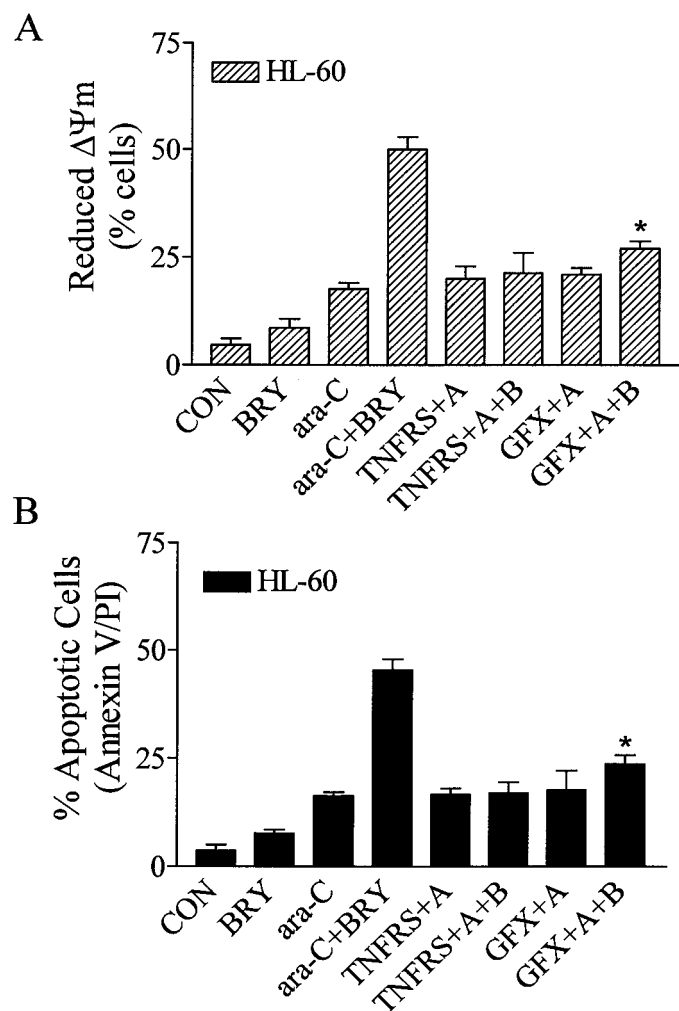 A
75
50
25
0
Reduced ΔΨm
(% cells)
HL-60
*
CON
BRY
ara-C
ara-C+BRY
TNFRS+A
TNFRS+A+B
GFX+A
GFX+A+B
B
75
50
25
0
% Apoptotic Cells
(Annexin V/PI)
HL-60
*
CON
BRY
ara-C
ara-C+BRY
TNFRS+A
TNFRS+A+B
GFX+A
GFX+A+B